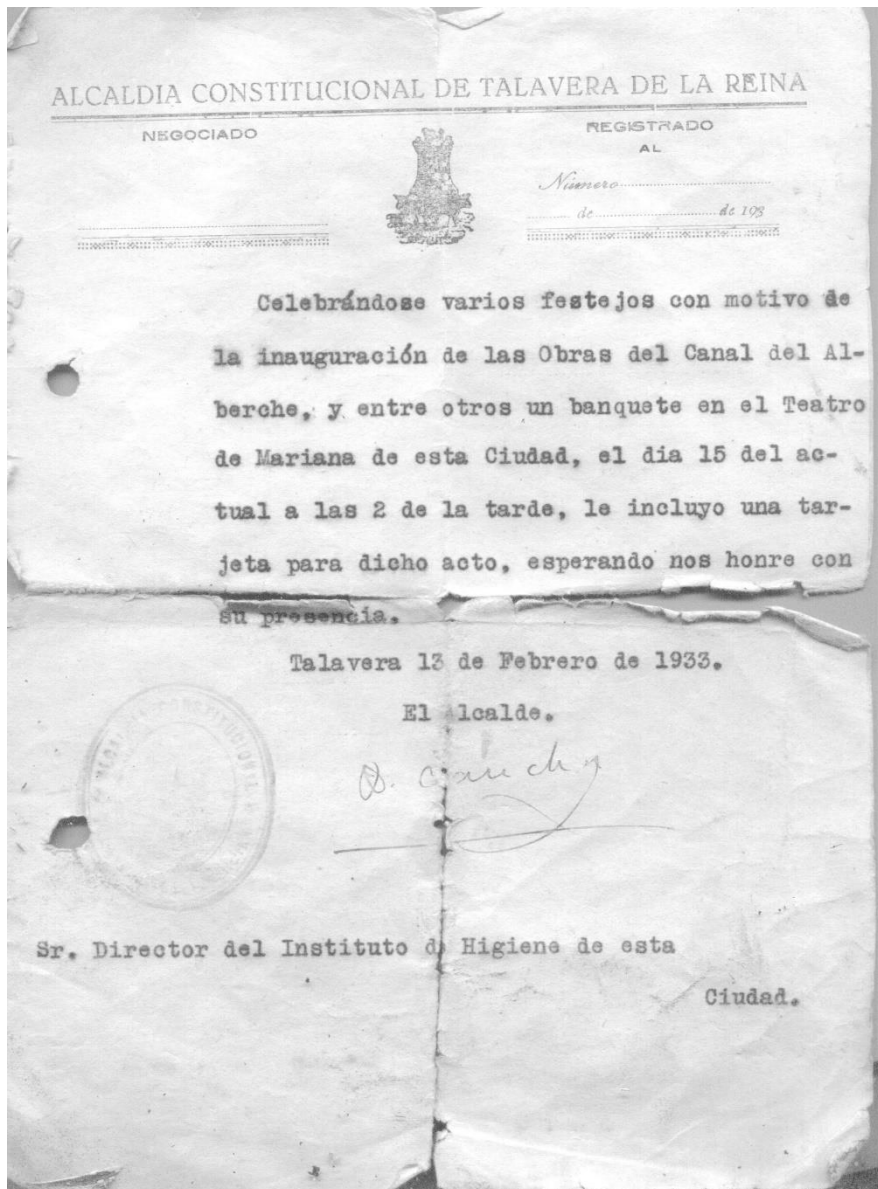 ALCALDIA CONSTITUCIONAL DE TALAVERA DE LA REINA
NEGOCIADO
REGISTRADO
AL
Número
de de 193
Celebrándose varios festejos con motivo de
la inauguración de las Obras del Canal del Al-
berche, y entre otros un banquete en el Teatro
de Mariana de esta Ciudad, el dia 15 del ac-
tual a las 2 de la tarde, le incluyo una tar-
jeta para dicho acto, esperando nos honre con
su presencia.
Talavera 13 de Febrero de 1933.
El Alcalde.
Sr. Director del Instituto de Higiene de esta
Ciudad.